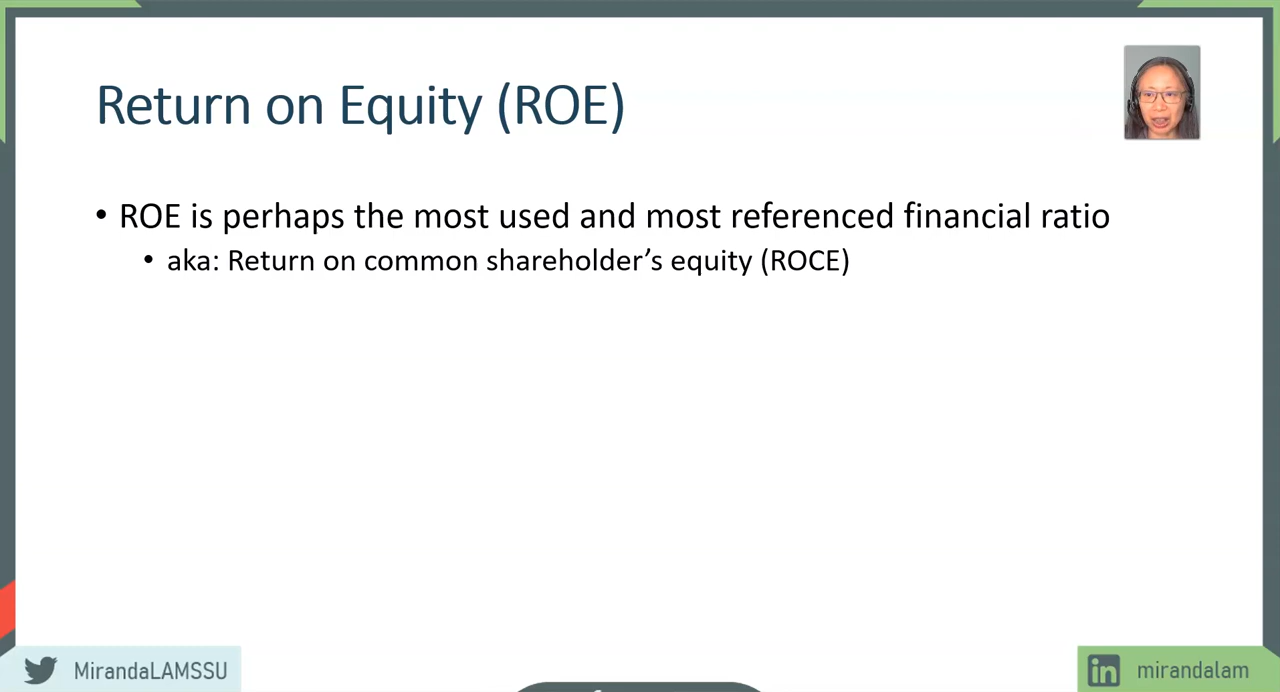 Return on Equity (ROE)
• ROE is perhaps the most used and most referenced financial ratio
• aka: Return on common shareholder’s equity (ROCE)
MirandaLAMSSU
in mirandalam